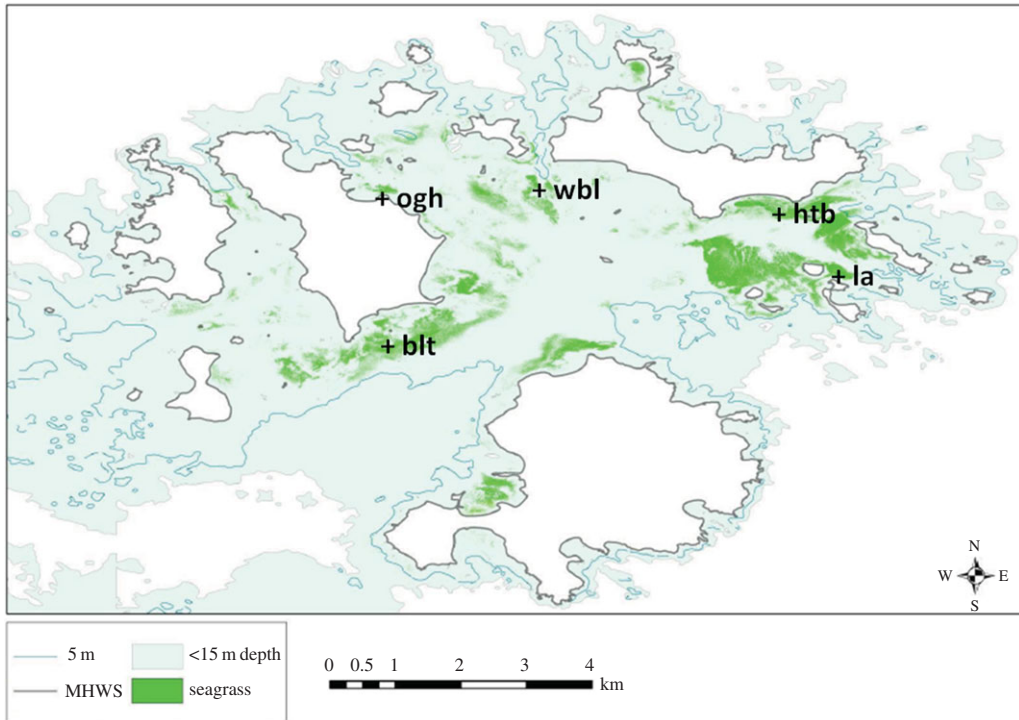 + ogh
+ wbl
+ htb
+ la
+ blt
N
W E
S
5 m
<15 m depth
MHWS
seagrass
0 0.5 1 2 3 4
km